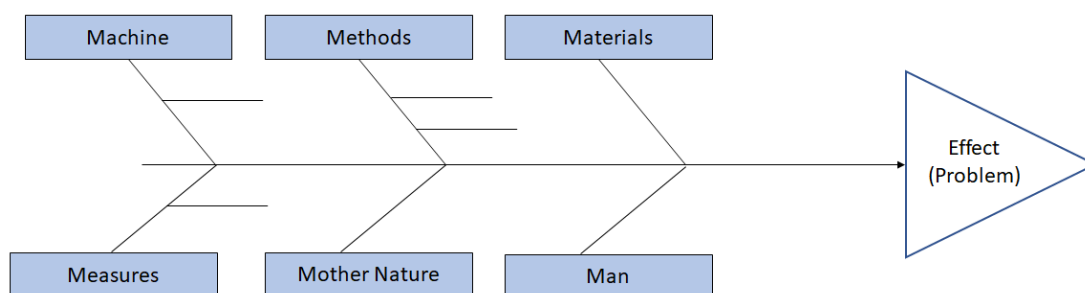 Machine
Methods
Materials
Effect
(Problem)
Measures
Mother Nature
Man